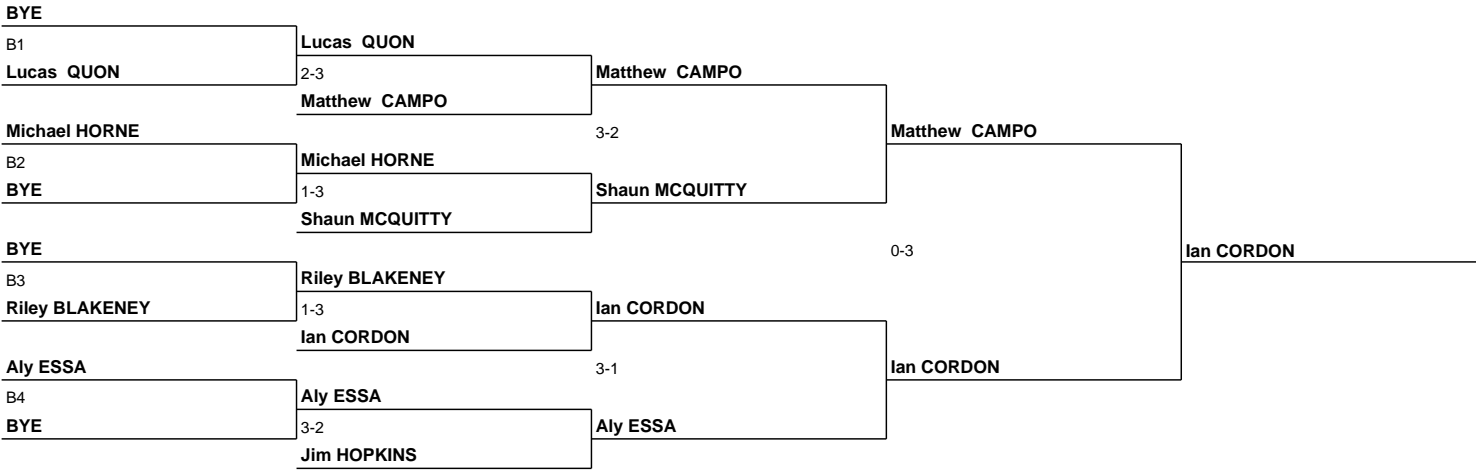 BYE
B1
Lucas QUON
Lucas QUON
2-3
Matthew CAMPO
Matthew CAMPO
Michael HORNE
3-2
Matthew CAMPO
B2
Michael HORNE
BYE
1-3
Shaun MCQUITTY
Shaun MCQUITTY
BYE
0-3
Ian CORDON
B3
Riley BLAKENEY
Riley BLAKENEY
1-3
Ian CORDON
Ian CORDON
Aly ESSA
3-1
Ian CORDON
B4
Aly ESSA
BYE
3-2
Aly ESSA
Jim HOPKINS